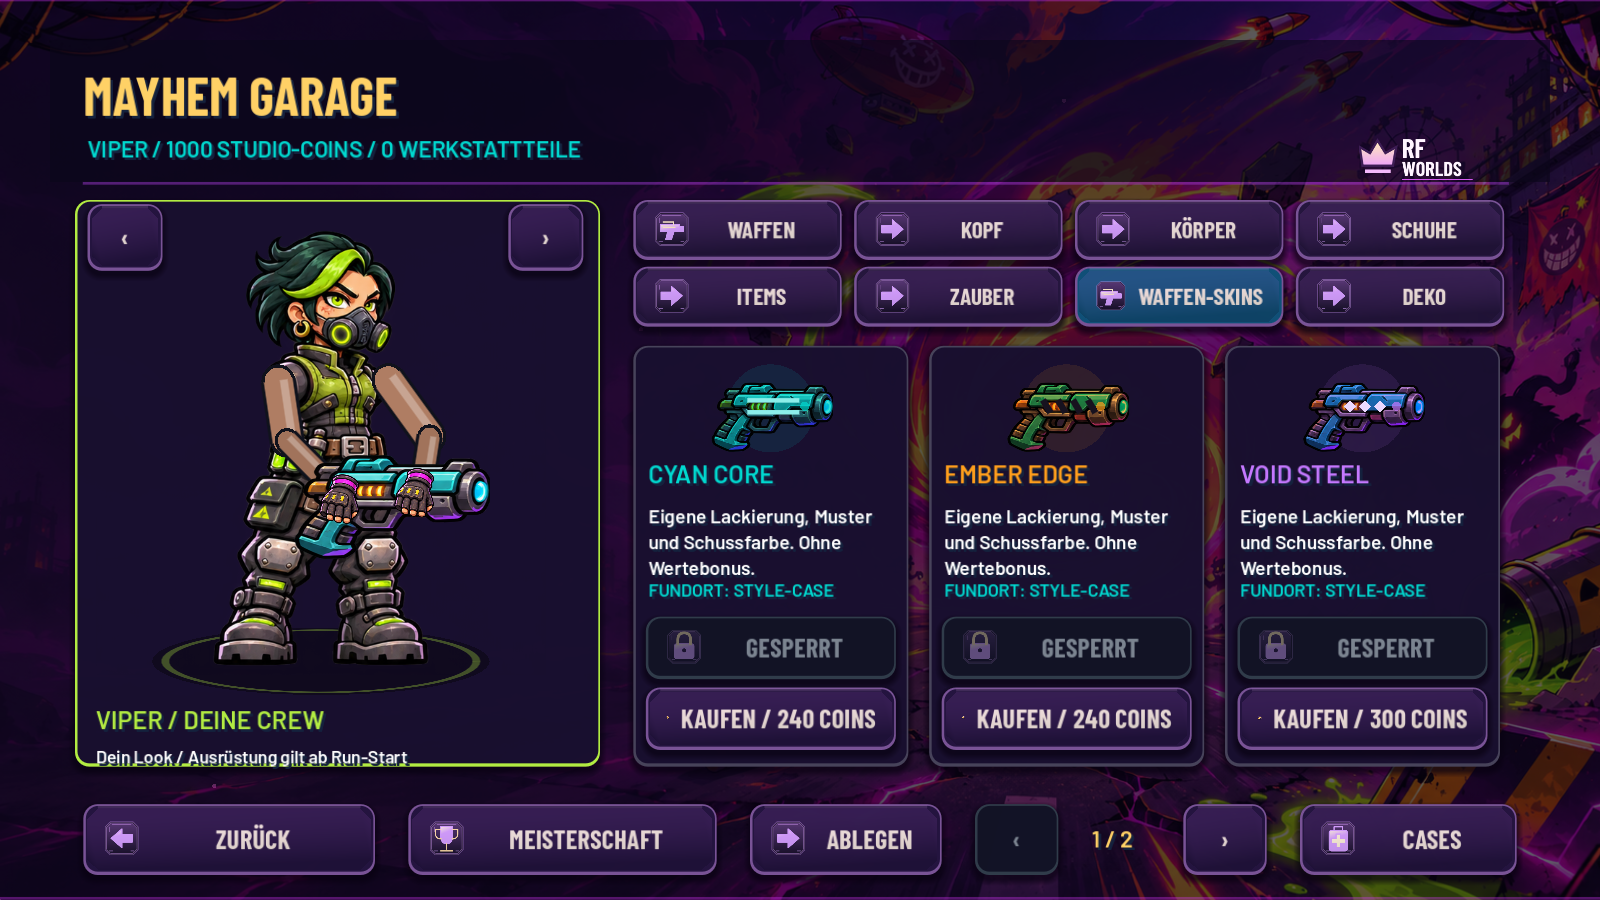 MAYHEM GARAGE
VIPER / 1000 STUDIO-COINS / 0 WERKSTATTTEILE
RF
WORLDS
‹
›
WAFFEN
KOPF
KÖRPER
SCHUHE
ITEMS
ZAUBER
WAFFEN-SKINS
DEKO
CYAN CORE
Eigene Lackierung, Muster
und Schussfarbe. Ohne
Wertebonus.
FUNDORT: STYLE-CASE
GESPERRT
KAUFEN / 240 COINS
EMBER EDGE
Eigene Lackierung, Muster
und Schussfarbe. Ohne
Wertebonus.
FUNDORT: STYLE-CASE
GESPERRT
KAUFEN / 240 COINS
VOID STEEL
Eigene Lackierung, Muster
und Schussfarbe. Ohne
Wertebonus.
FUNDORT: STYLE-CASE
GESPERRT
KAUFEN / 300 COINS
VIPER / DEINE CREW
Dein Look / Ausrüstung gilt ab Run-Start
ZURÜCK
MEISTERSCHAFT
ABLEGEN
‹
1 / 2
›
CASES